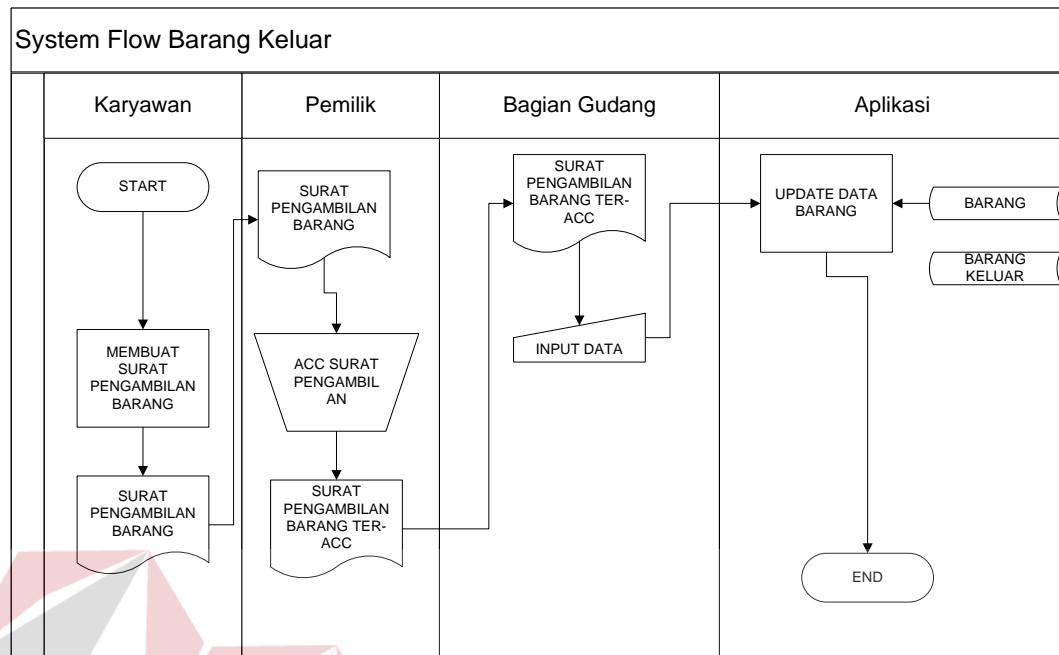 System Flow Barang Keluar
Karyawan
Pemilik
Bagian Gudang
Aplikasi
START
MEMBUAT
SURAT
PENGAMBILAN
BARANG
SURAT
PENGAMBILAN
BARANG
SURAT
PENGAMBILAN
BARANG
ACC SURAT
PENGAMBIL
AN
SURAT
PENGAMBILAN
BARANG TER-
ACC
SURAT
PENGAMBILAN
BARANG TER-
ACC
INPUT DATA
UPDATE DATA
BARANG
BARANG
BARANG
KELUAR
END